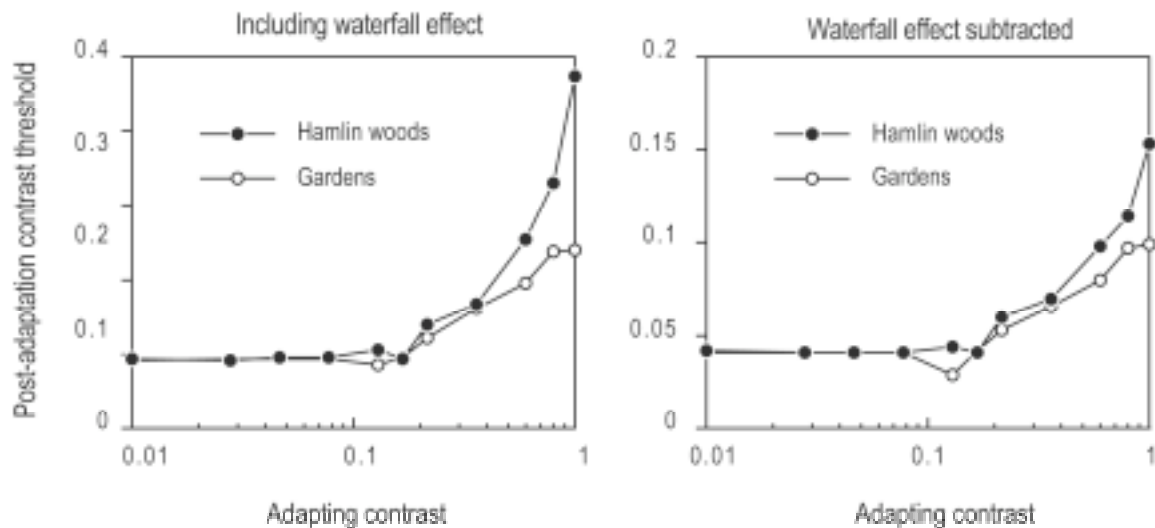 Including waterfall effect
Waterfall effect subtracted
Post-adaptation contrast threshold
0.4
0.3
0.2
0.1
0
Hamlin woods
Gardens
0.01
0.1
1
Adapting contrast
0.2
0.15
0.1
0.05
0
Hamlin woods
Gardens
0.01
0.1
1
Adapting contrast